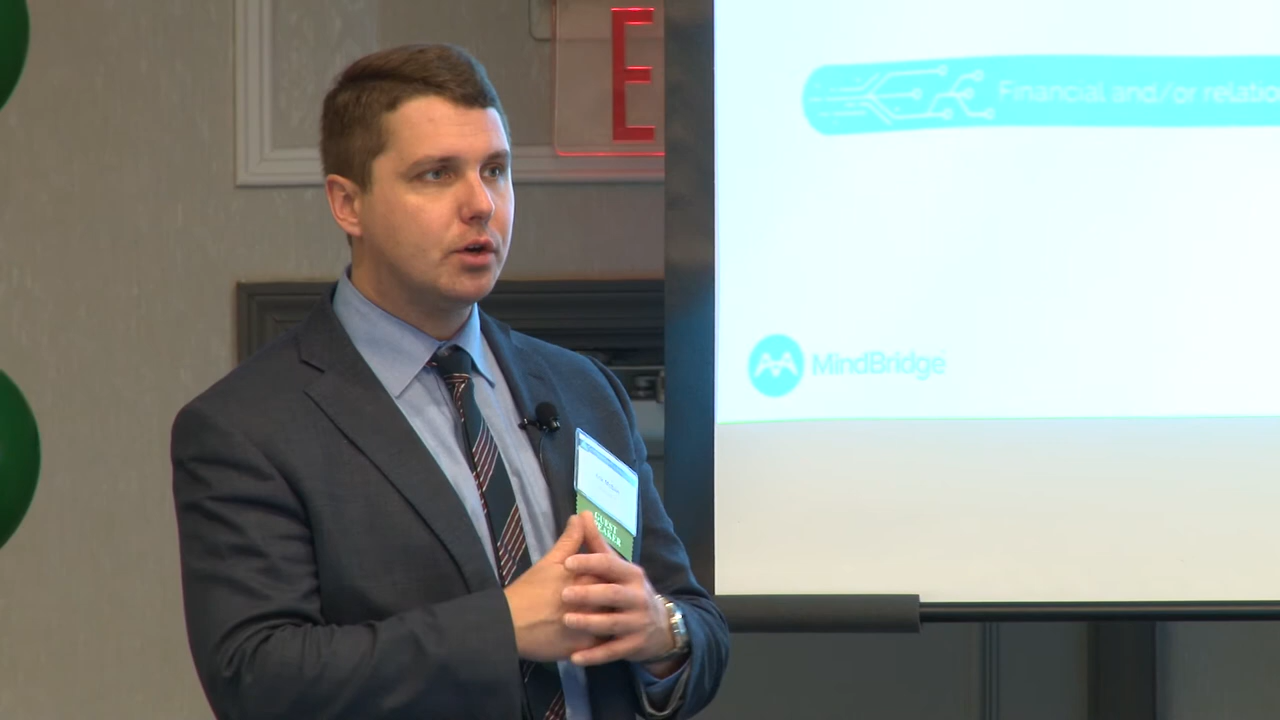 E
Financial and/or relatio
MindBridge
GUEST
SPEAKER